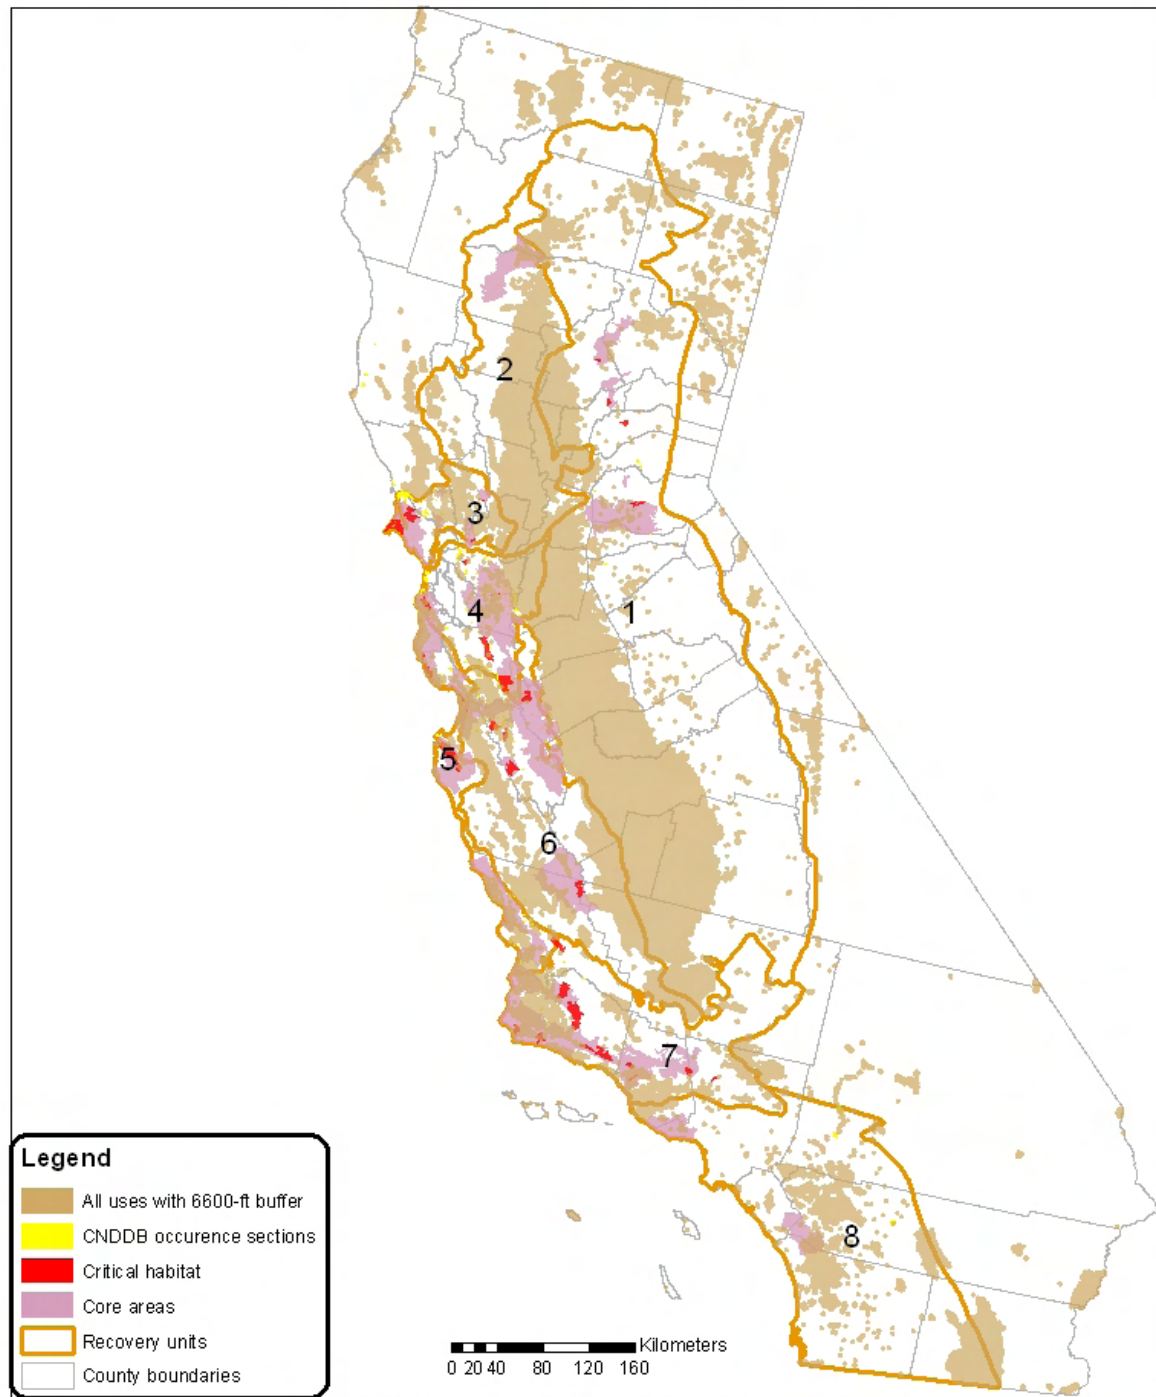 2
3
1
4
5
6
7
8
Legend
All uses with 6600-ft buffer
CNDDB occurence sections
Critical habitat
Core areas
Recovery units
County boundaries
Kilometers
0 20 40 80 120 160